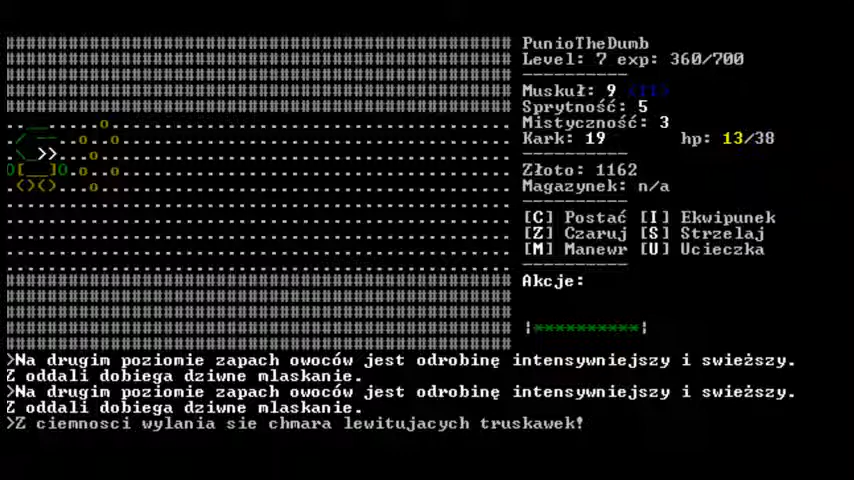 PunioTheDumb
Level: 7 exp: 360/700
Muskuł: 9 (11)
Sprytność: 5
Mistyczność: 3
Kark: 19 hp: 13/38
Złoto: 1162
Magazynek: n/a
[C] Postać [I] Ekwipunek
[Z] Czaruj [S] Strzelaj
[M] Manewr [U] Ucieczka
Akcje:
>Na drugim poziomie zapach owoców jest odrobinę intensywniejszy i swieższy.
Z oddali dobiega dziwne mlaskanie.
>Na drugim poziomie zapach owoców jest odrobinę intensywniejszy i swieższy.
Z oddali dobiega dziwne mlaskanie.
>Z ciemnosci wylania sie chmara lewitujacych truskawek!